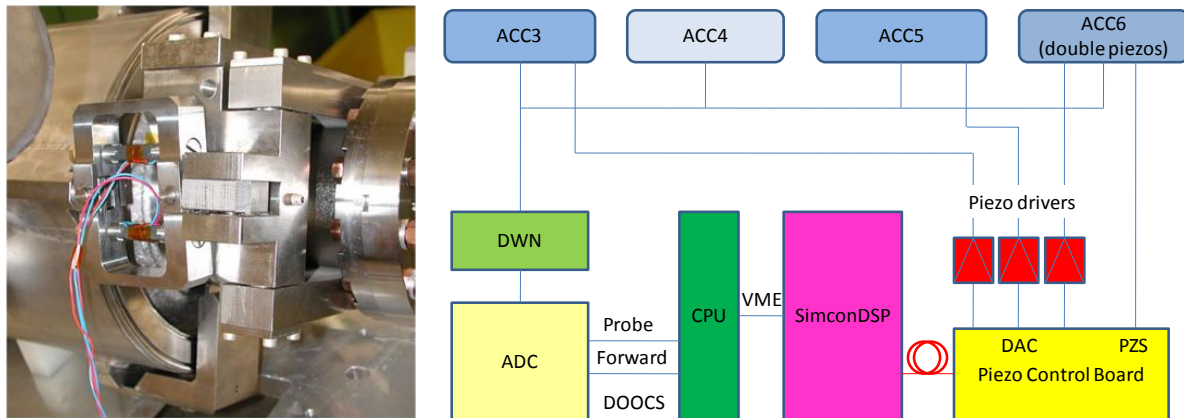 ACC3
ACC4
ACC5
ACC6
(double piezos)
Piezo drivers
DWN
ADC
Probe
Forward
DOOCS
CPU
VME
SimconDSP
DAC
PZS
Piezo Control Board